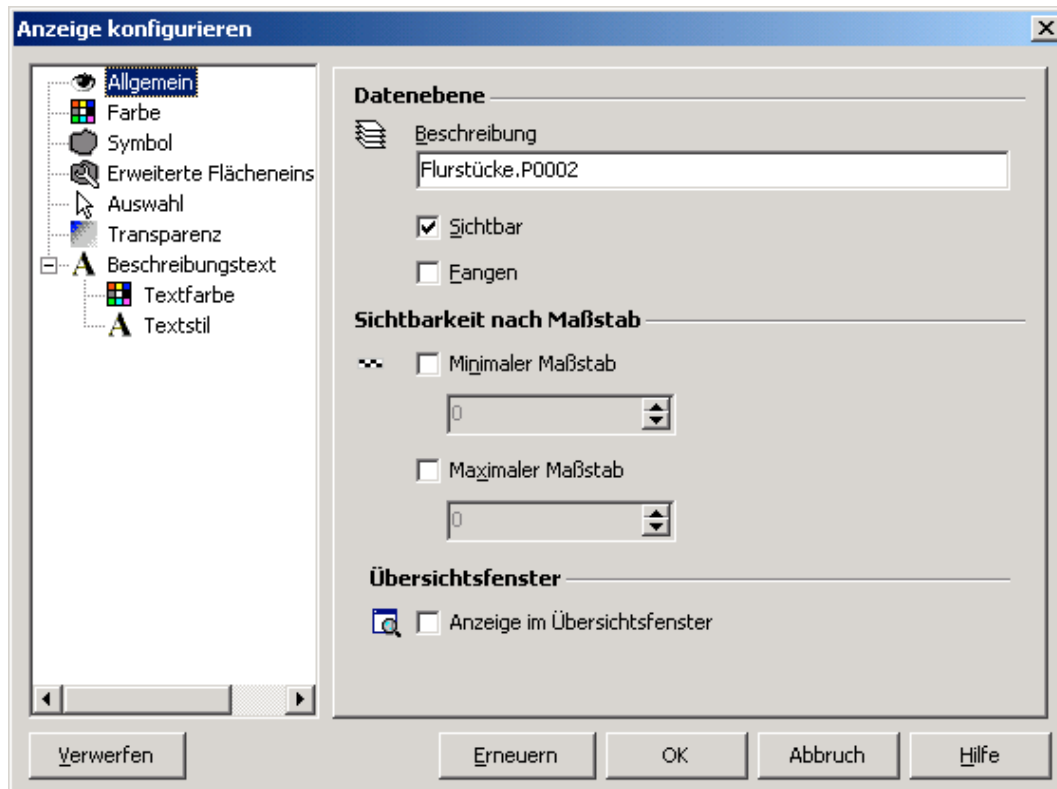 Anzeige konfigurieren
Allgemein
Farbe
Symbol
Erweiterte Flächeneins
Auswahl
Transparenz
Beschreibungstext
Textfarbe
Textstil
Datenebene
Beschreibung
Flurstücke.P0002
Sichtbar
Fangen
Sichtbarkeit nach Maßstab
Minimaler Maßstab
0
Maximaler Maßstab
0
Übersichtsfenster
Anzeige im Übersichtsfenster
Verwerfen
Erneuern
OK
Abbruch
Hilfe